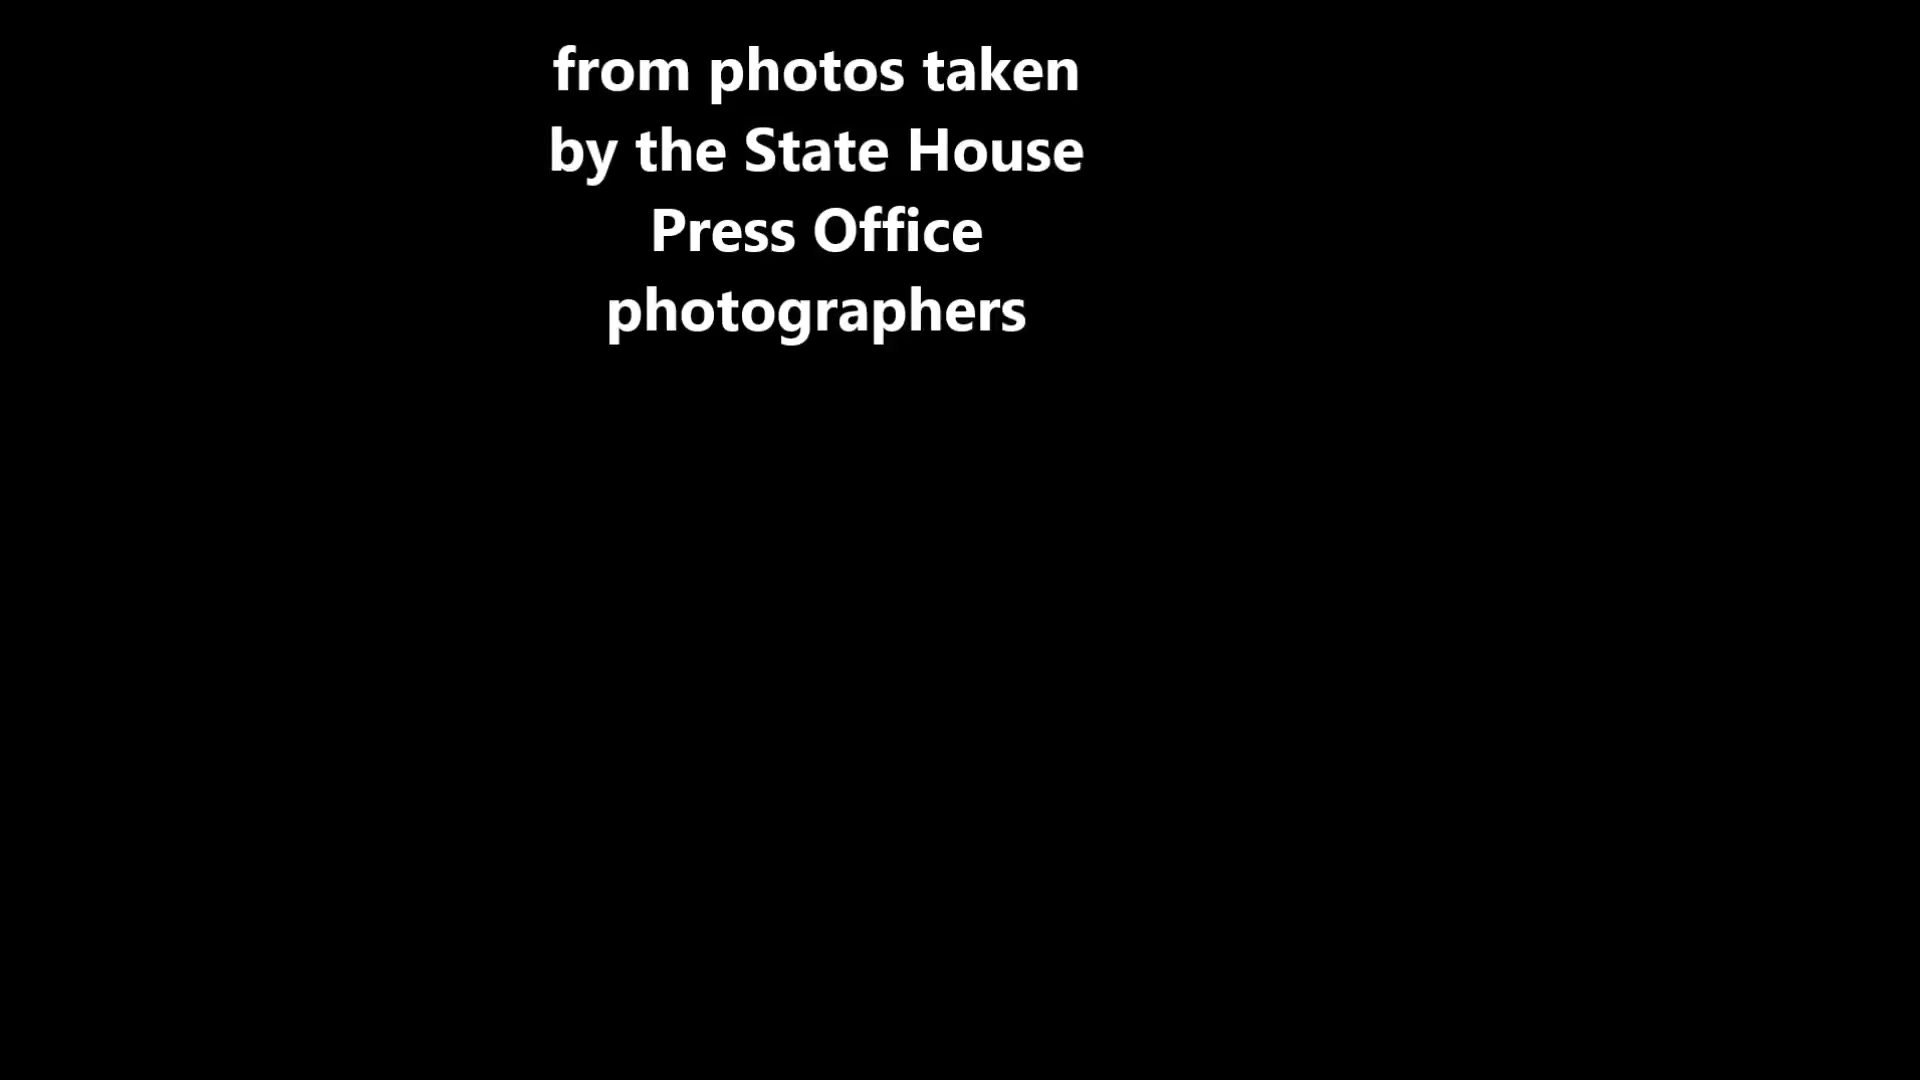 from photos taken
by the State House
Press Office
photographers